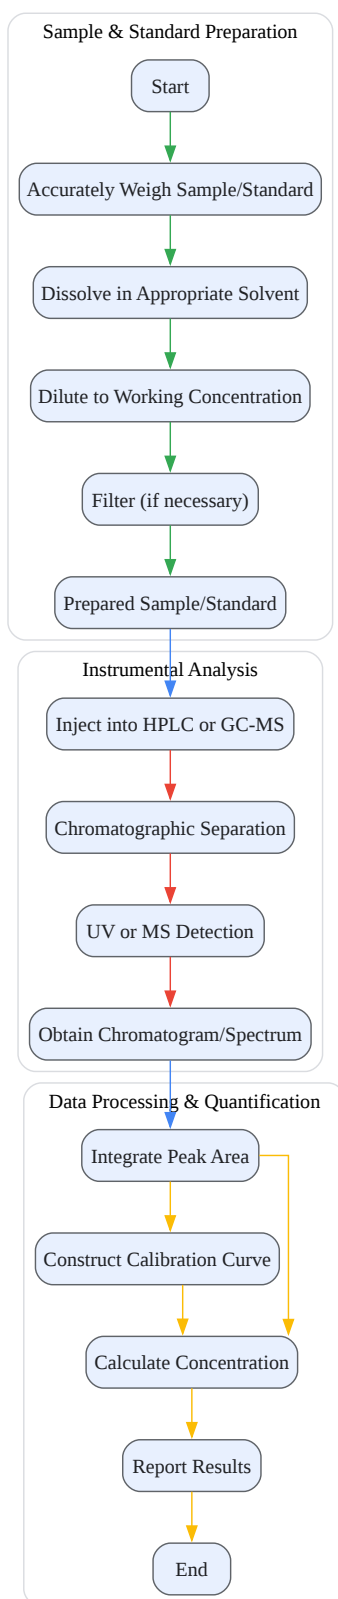 Sample & Standard Preparation
Start
Accurately Weigh Sample/Standard
Dissolve in Appropriate Solvent
Dilute to Working Concentration
Filter (if necessary)
Prepared Sample/Standard
Instrumental Analysis
Inject into HPLC or GC-MS
Chromatographic Separation
UV or MS Detection
Obtain Chromatogram/Spectrum
Data Processing & Quantification
Integrate Peak Area
Construct Calibration Curve
Calculate Concentration
Report Results
End